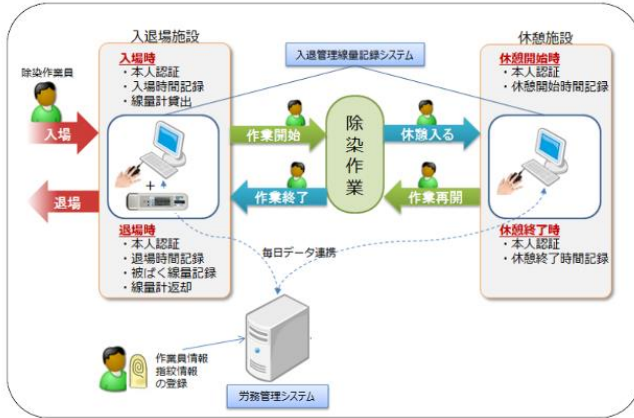 入退場施設
休憩施設
入退管理線量記録システム
除染作業員
入場時
・本人認証
・入場時間記録
・線量計貸出
休憩開始時
・本人認証
・休憩開始時間記録
入場
作業開始
除染作業
休憩入る
+
退場
作業終了
作業再開
退場時
・本人認証
・退場時間記録
・被ばく線量記録
・線量計返却
休憩終了時
・本人認証
・休憩終了時間記録
毎日データ連携
作業員情報
指紋情報
の登録
労務管理システム